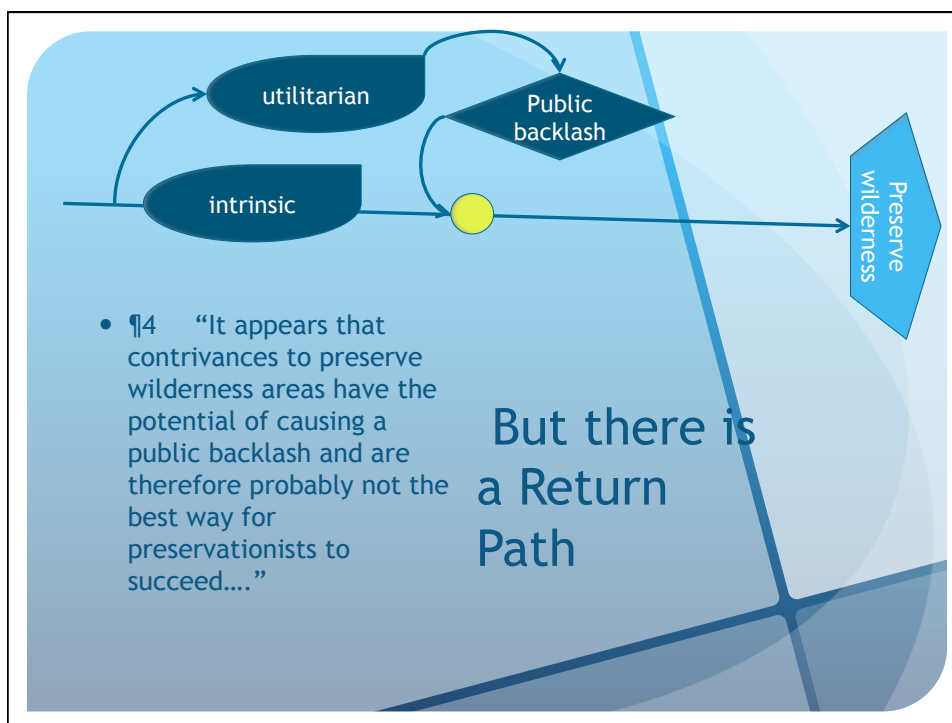 utilitarian
Public
backlash
intrinsic
Preserve
wilderness
• ¶4 “It appears that
contrivances to preserve
wilderness areas have the
potential of causing a
public backlash and are
therefore probably not the
best way for
preservationists to
succeed….”
But there is
a Return
Path